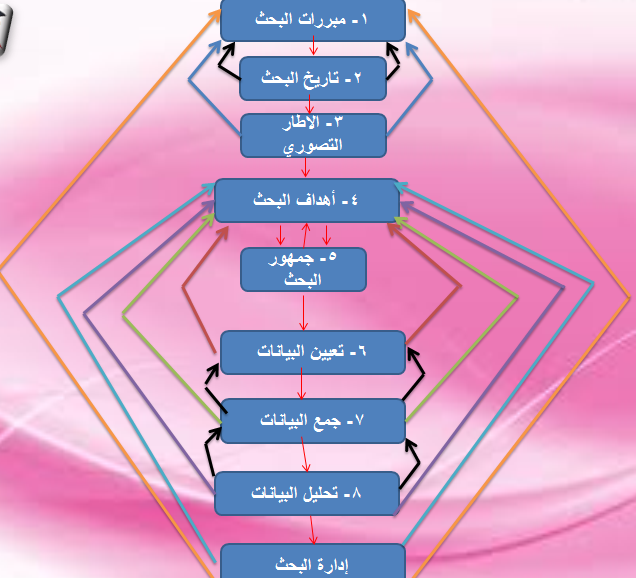 ١- مبررات البحث
٢- تاريخ البحث
٣- الاطار
التصوري
٤- أهداف البحث
٥- جمهور
البحث
٦- تعيين البيانات
٧- جمع البيانات
٨- تحليل البيانات
إدارة البحث